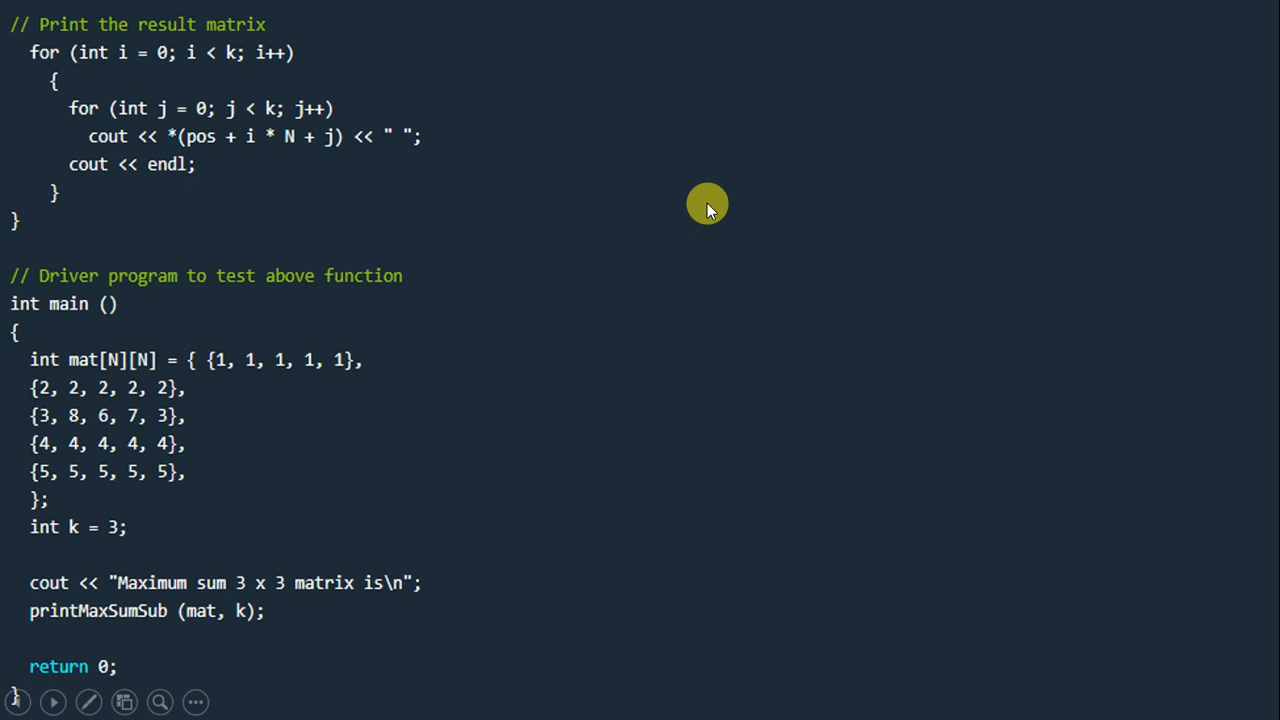 // Print the result matrix
for (int i = 0; i < k; i++)
{
for (int j = 0; j < k; j++)
cout << *(pos + i * N + j) << " ";
cout << endl;
}
}
// Driver program to test above function
int main ()
{
int mat[N][N] = { {1, 1, 1, 1, 1},
{2, 2, 2, 2, 2},
{3, 8, 6, 7, 3},
{4, 4, 4, 4, 4},
{5, 5, 5, 5, 5},
};
int k = 3;
cout << "Maximum sum 3 x 3 matrix is\n";
printMaxSumSub (mat, k);
return 0;
}